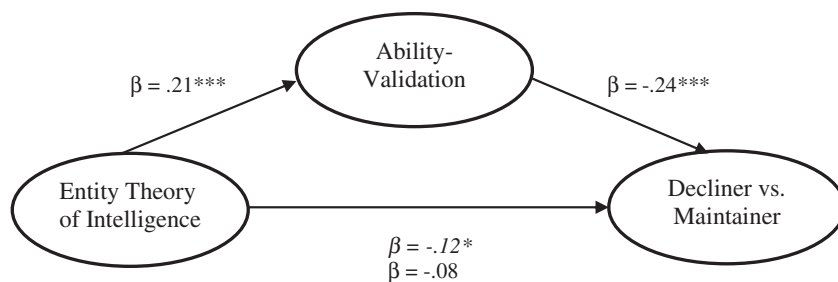 Ability-
Validation
β = .21***
β = -.24***
Entity Theory
of Intelligence
Decliner vs.
Maintainer
β = -.12*
β = -.08